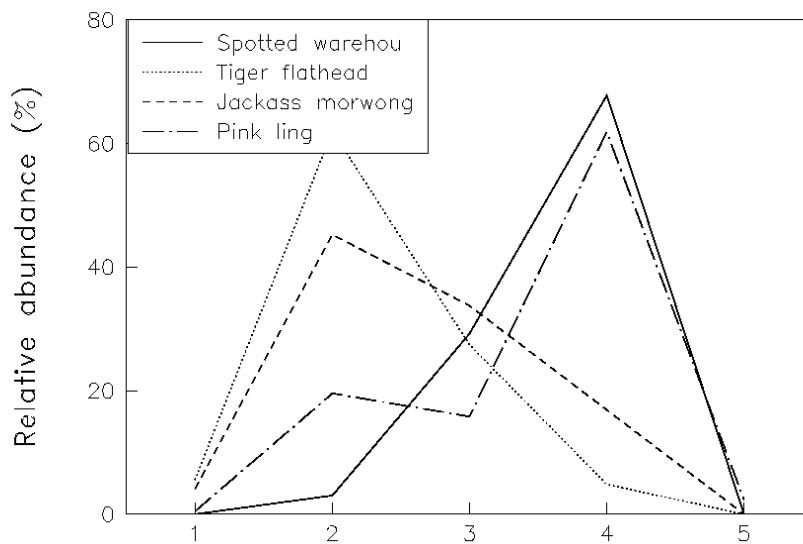 80
Spotted warehou
Tiger flathead
Jackass morwong
Pink ling
60
40
20
0
Relative abundance (%)
1 2 3 4 5